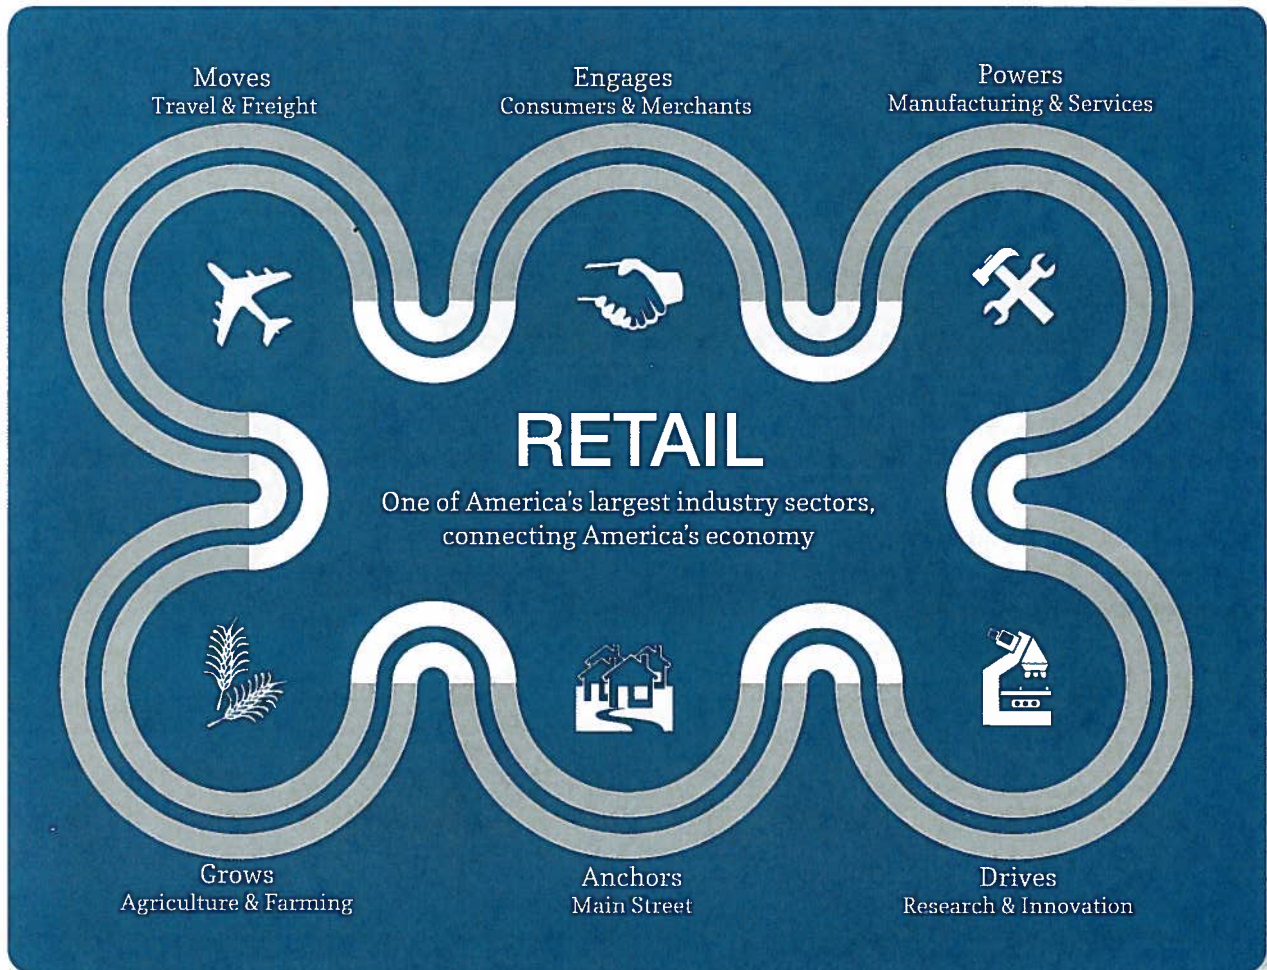 Moves
Travel & Freight
Engages
Consumers & Merchants
Powers
Manufacturing & Services
RETAIL
One of America's largest industry sectors,
connecting America's economy
Grows
Agriculture & Farming
Anchors
Main Street
Drives
Research & Innovation